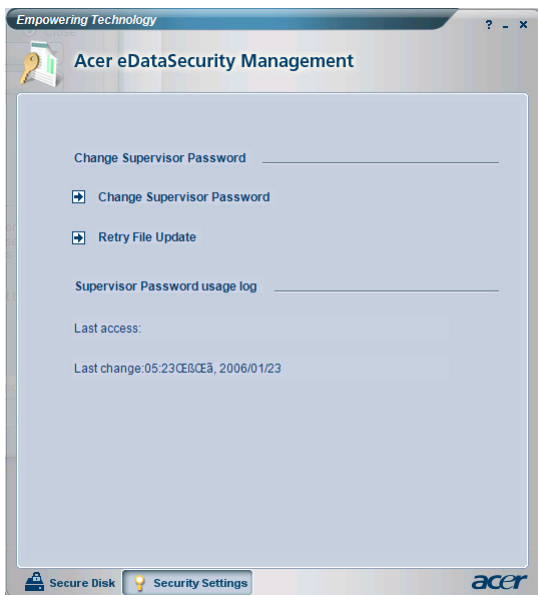 Empowering Technology
? - ×
Acer eDataSecurity Management
Change Supervisor Password
Change Supervisor Password
Retry File Update
Supervisor Password usage log
Last access:
Last change:05:23ŒßŒã, 2006/01/23
Secure Disk
Security Settings
acer